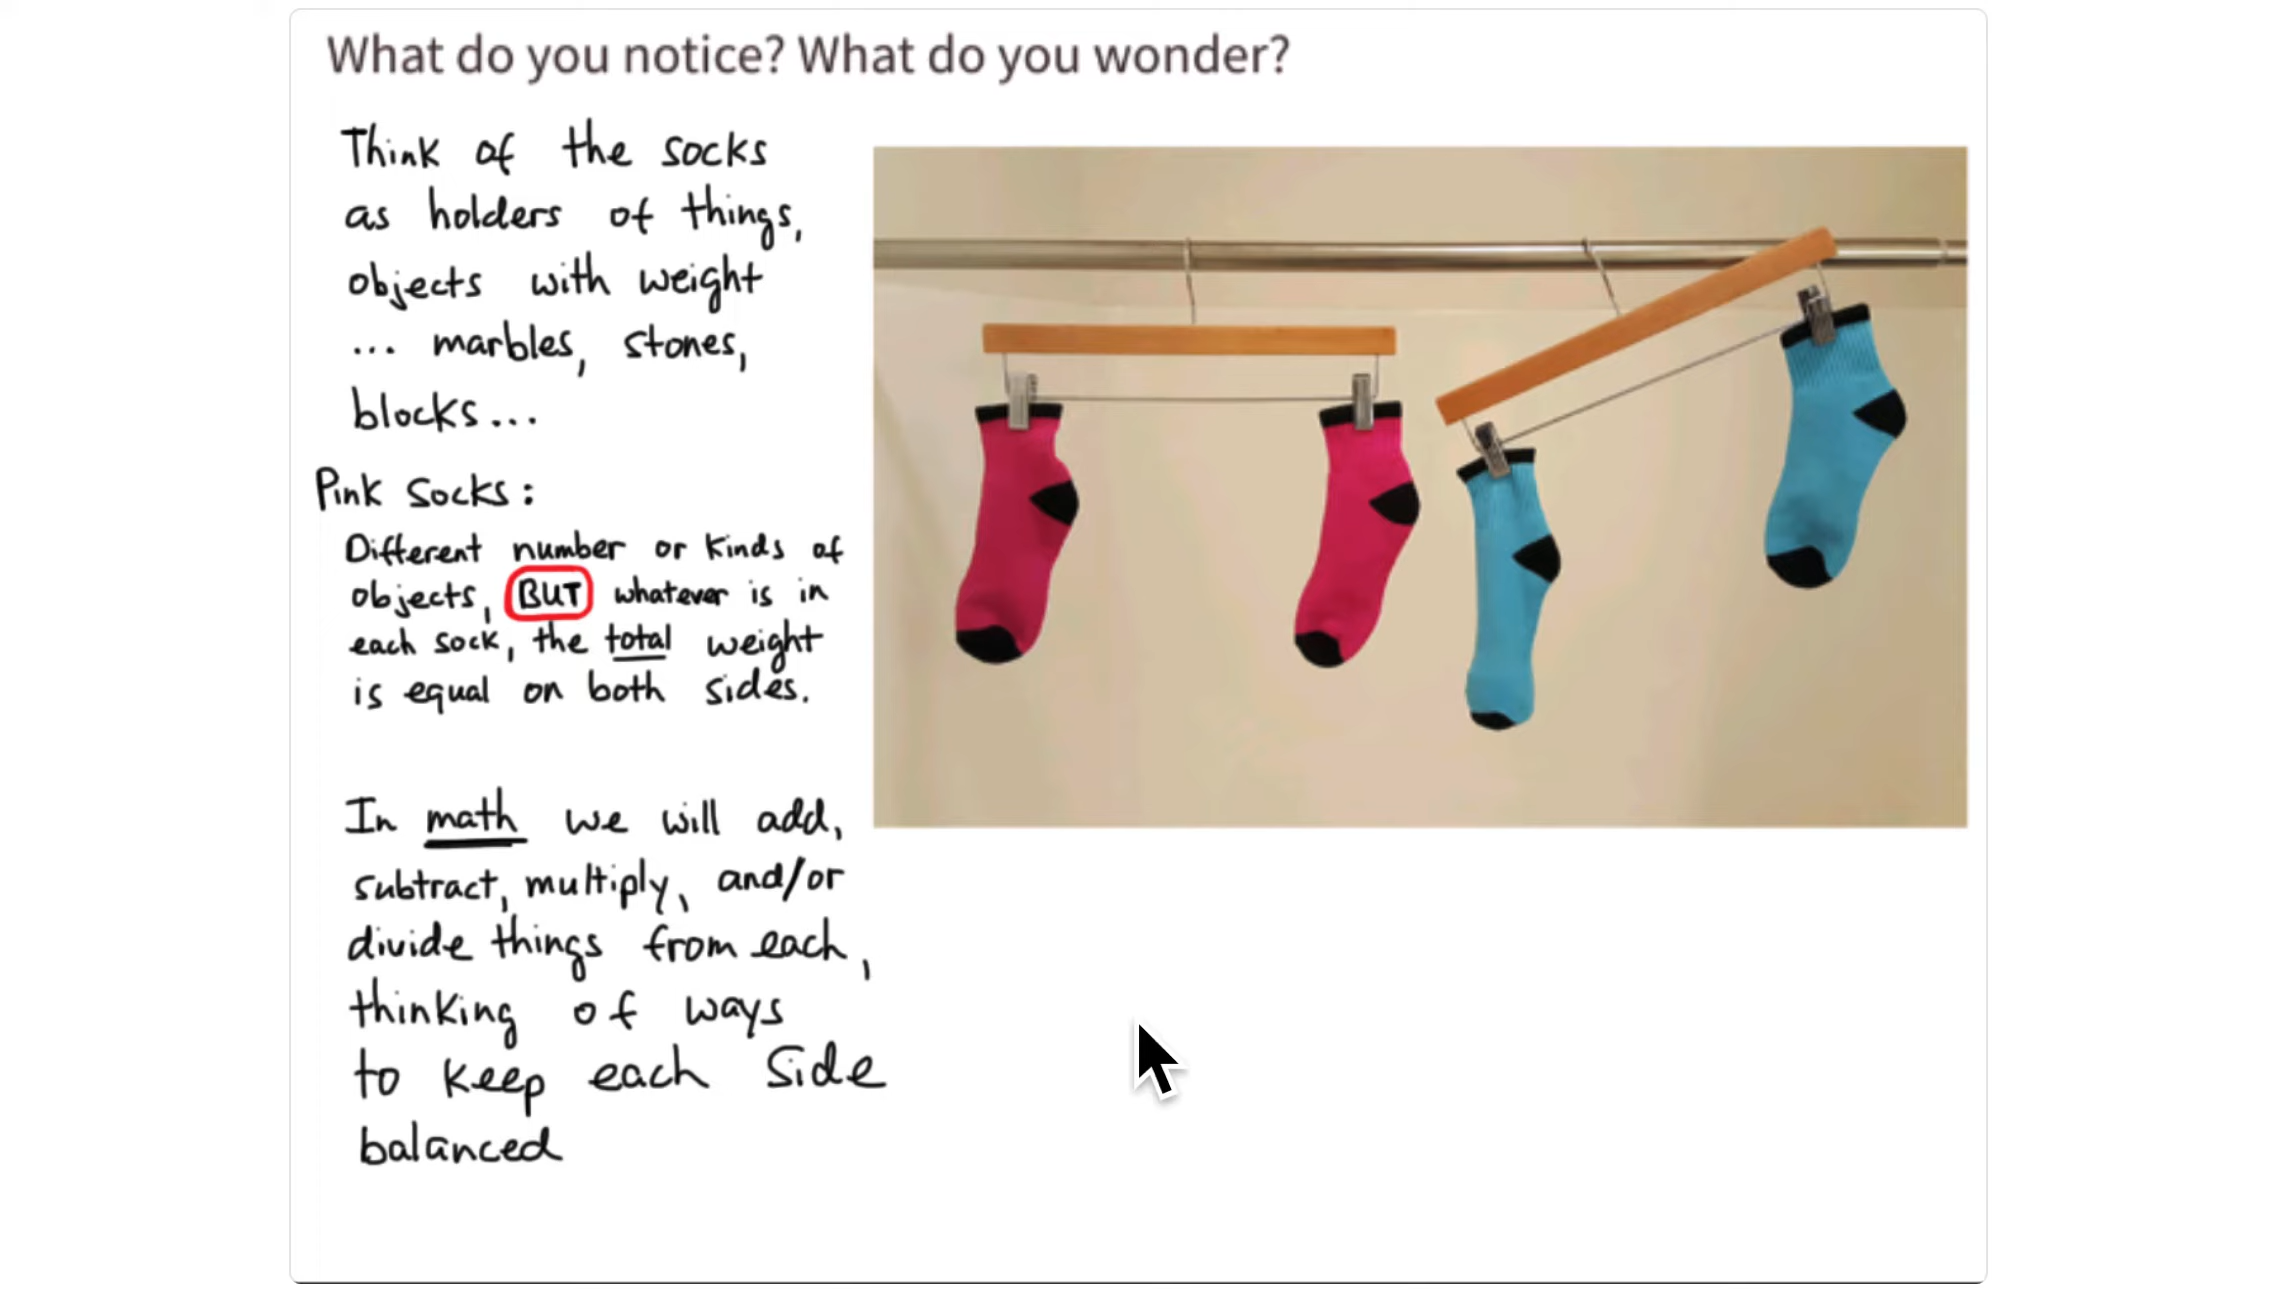 What do you notice? What do you wonder?
Think of the socks
as holders of things,
objects with weight
... marbles, stones,
blocks...
Pink Socks:
Different number or kinds of
objects, BUT whatever is in
each sock, the total weight
is equal on both sides.
In math we will add,
subtract, multiply, and/or
divide things from each,
thinking of ways
to keep each side
balanced